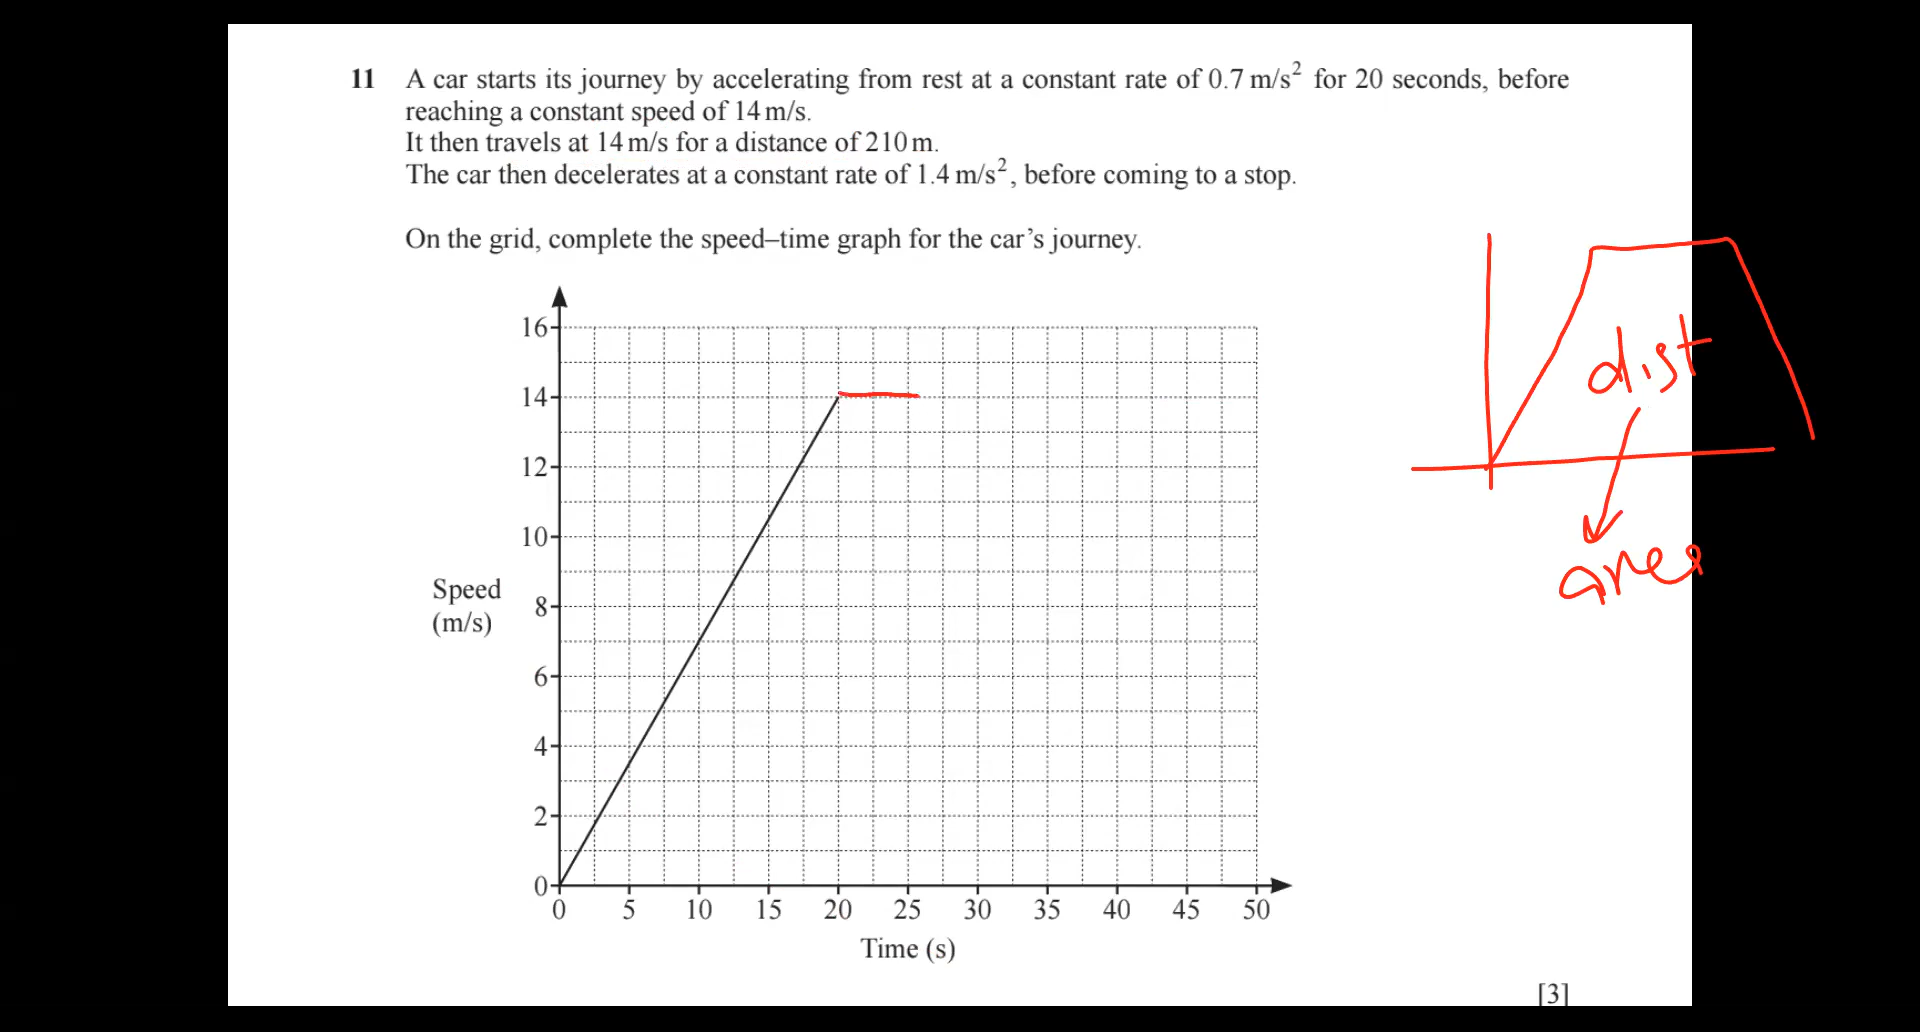 11 A car starts its journey by accelerating from rest at a constant rate of 0.7 m/s² for 20 seconds, before
reaching a constant speed of 14 m/s.
It then travels at 14 m/s for a distance of 210 m.
The car then decelerates at a constant rate of 1.4 m/s², before coming to a stop.
On the grid, complete the speed–time graph for the car's journey.
16
14
12
10
8
6
4
2
0
Speed
(m/s)
0 5 10 15 20 25 30 35 40 45 50
Time (s)
dist
area
[3]